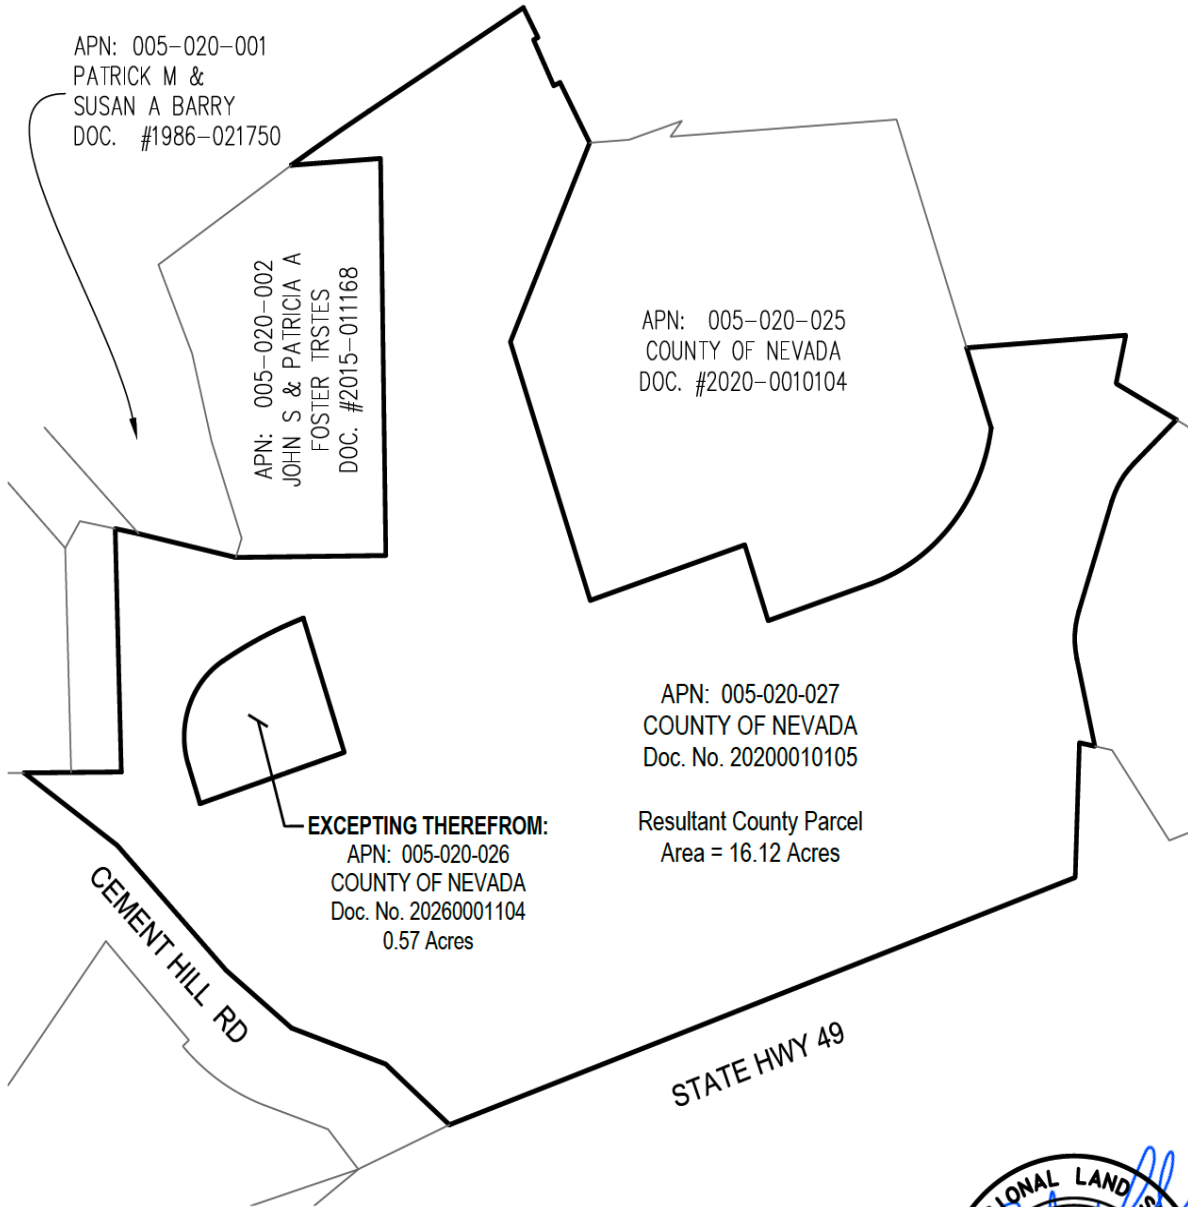 APN: 005-020-001
PATRICK M &
SUSAN A BARRY
DOC. #1986-021750
APN: 005-020-002
JOHN S & PATRICIA A
FOSTER TRSTES
DOC. #2015-011168
APN: 005-020-025
COUNTY OF NEVADA
DOC. #2020-0010104
APN: 005-020-027
COUNTY OF NEVADA
Doc. No. 20200010105
Resultant County Parcel
Area = 16.12 Acres
EXCEPTING THEREFROM:
APN: 005-020-026
COUNTY OF NEVADA
Doc. No. 20260001104
0.57 Acres
CEMENT HILL RD
STATE HWY 49
IONAL LAND